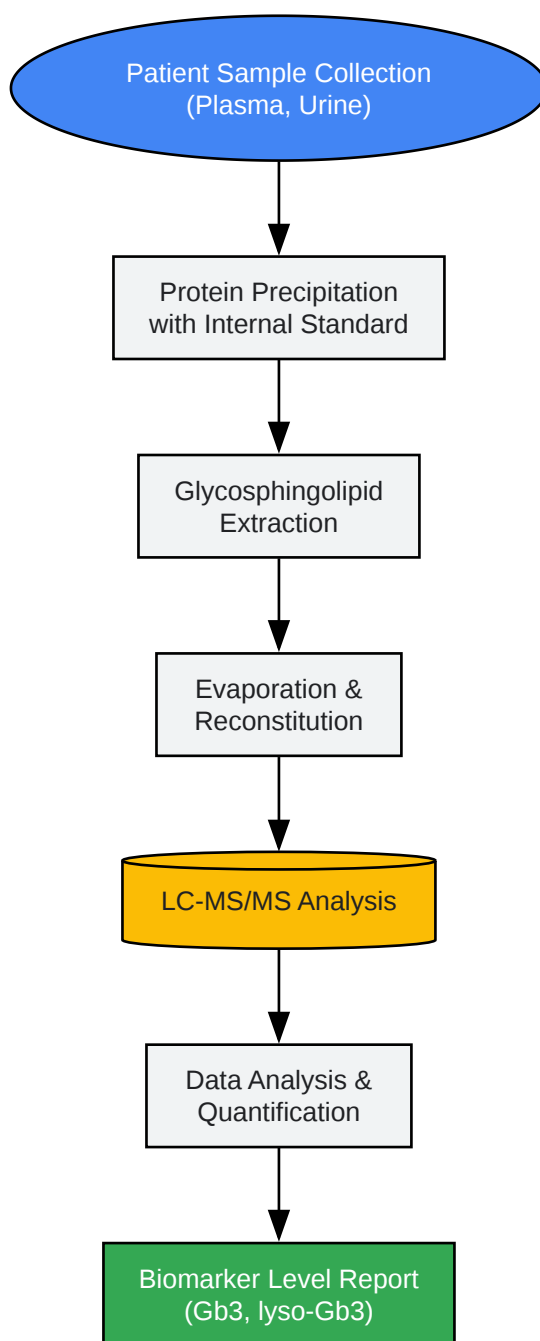 Patient Sample Collection
(Plasma, Urine)
Protein Precipitation
with Internal Standard
Glycosphingolipid
Extraction
Evaporation &
Reconstitution
LC-MS/MS Analysis
Data Analysis &
Quantification
Biomarker Level Report
(Gb3, lyso-Gb3)